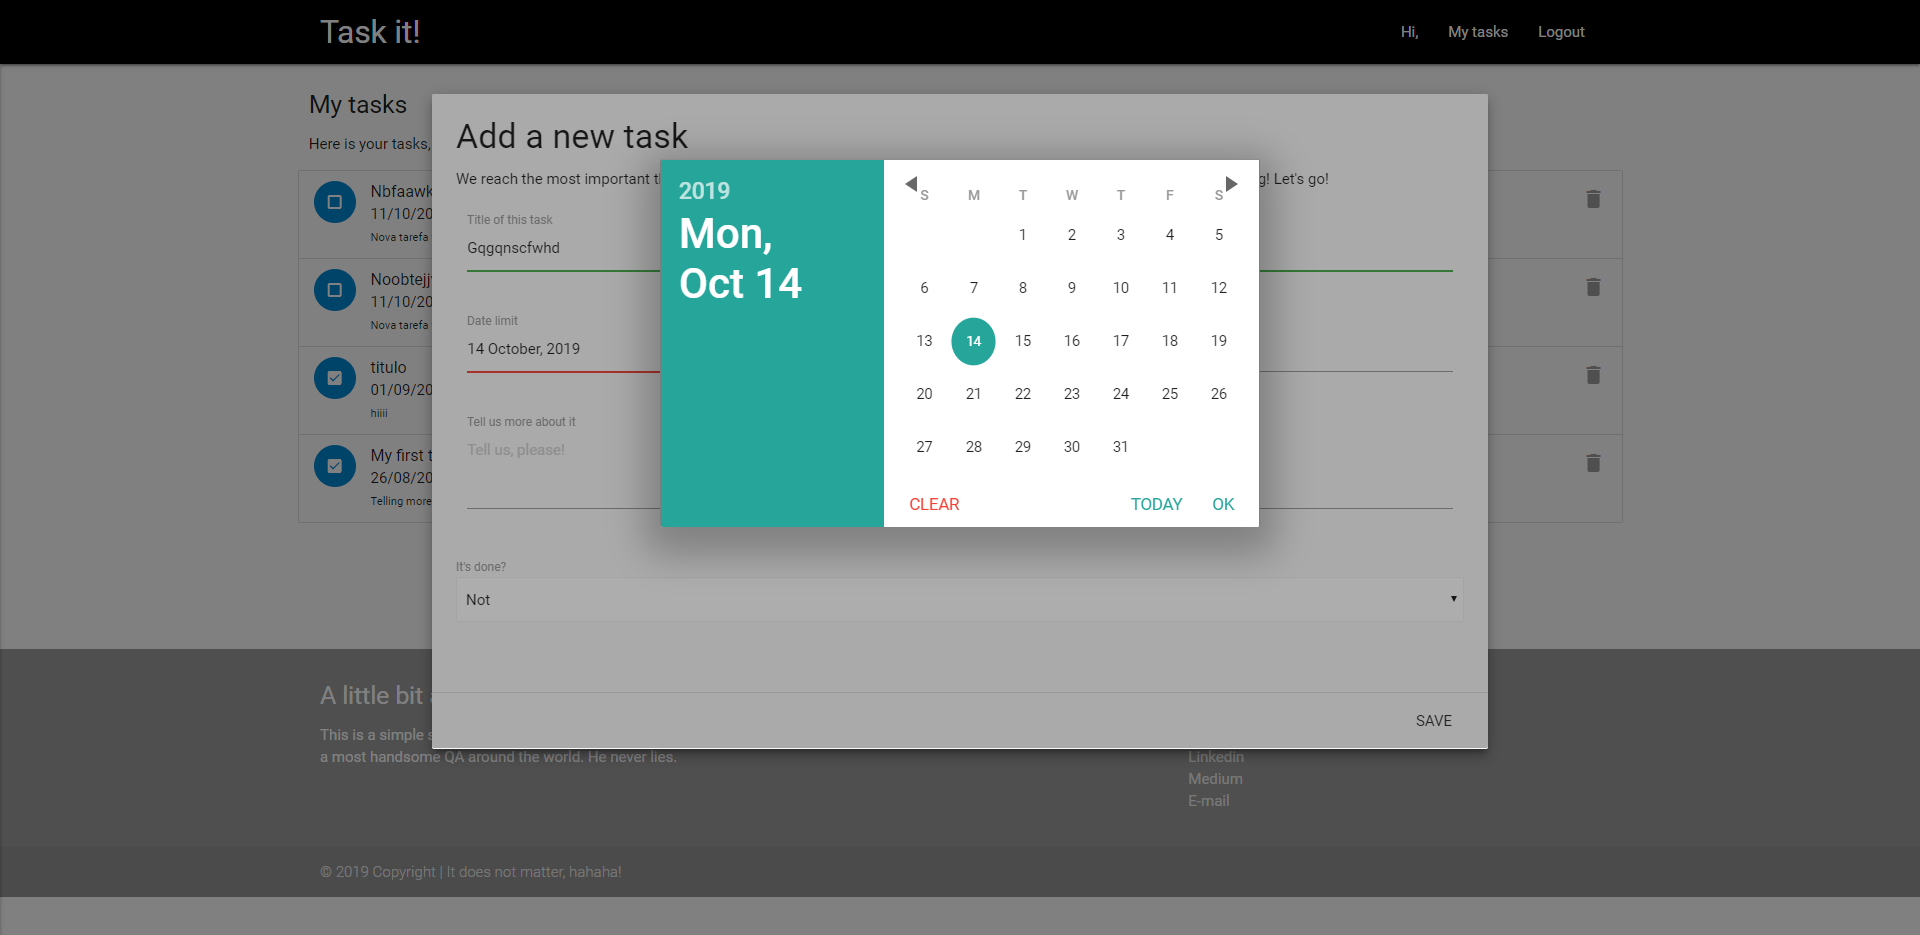 Task it!
Hi, My tasks Logout
My tasks
Here is your tasks,
Add a new task
We reach the most important
Let's go!
Nbfaawk
11/10/20
Nova tarefa
Noobtejj
11/10/20
Nova tarefa
titulo
01/09/20
hiiii
My first
26/08/20
Telling more
Title of this task
Gqgqnscfwhd
Date limit
14 October, 2019
Tell us more about it
Tell us, please!
It's done?
Not
SAVE
2019
Mon,
Oct 14
S M T W T F S
1 2 3 4 5
6 7 8 9 10 11 12
13 14 15 16 17 18 19
20 21 22 23 24 25 26
27 28 29 30 31
CLEAR TODAY OK
A little bit
This is a simple
a most handsome QA around the world. He never lies.
Linkedin
Medium
E-mail
© 2019 Copyright | It does not matter, hahaha!